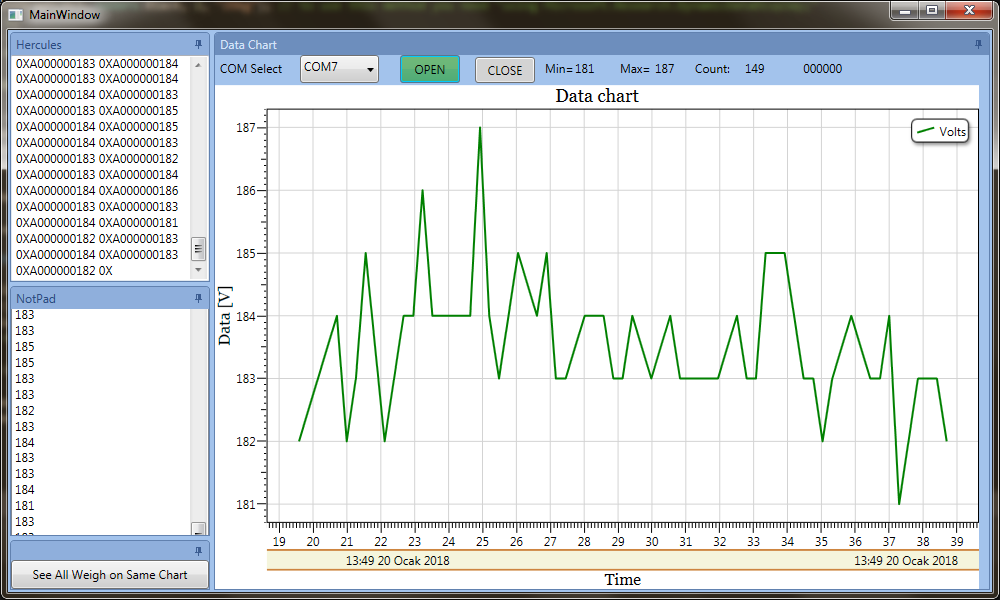 MainWindow
Hercules
0XA000000183 0XA000000184
0XA000000183 0XA000000184
0XA000000184 0XA000000183
0XA000000183 0XA000000185
0XA000000184 0XA000000185
0XA000000184 0XA000000183
0XA000000183 0XA000000182
0XA000000183 0XA000000184
0XA000000184 0XA000000186
0XA000000183 0XA000000183
0XA000000184 0XA000000181
0XA000000182 0XA000000183
0XA000000184 0XA000000183
0XA000000182 0X
NotPad
183
183
185
185
183
183
182
183
184
183
183
184
181
183
See All Weigh on Same Chart
Data Chart
COM Select COM7 OPEN CLOSE Min= 181 Max= 187 Count: 149 000000
Data chart
Volts
187
186
185
184
183
182
181
Data [V]
19 20 21 22 23 24 25 26 27 28 29 30 31 32 33 34 35 36 37 38 39
13:49 20 Ocak 2018 13:49 20 Ocak 2018
Time